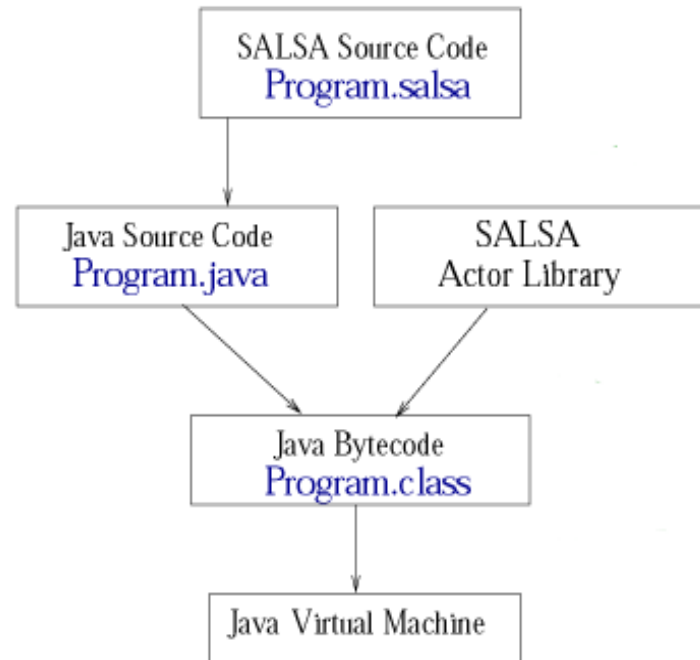 SALSA Source Code
Program.salsa
Java Source Code
Program.java
SALSA
Actor Library
Java Bytecode
Program.class
Java Virtual Machine